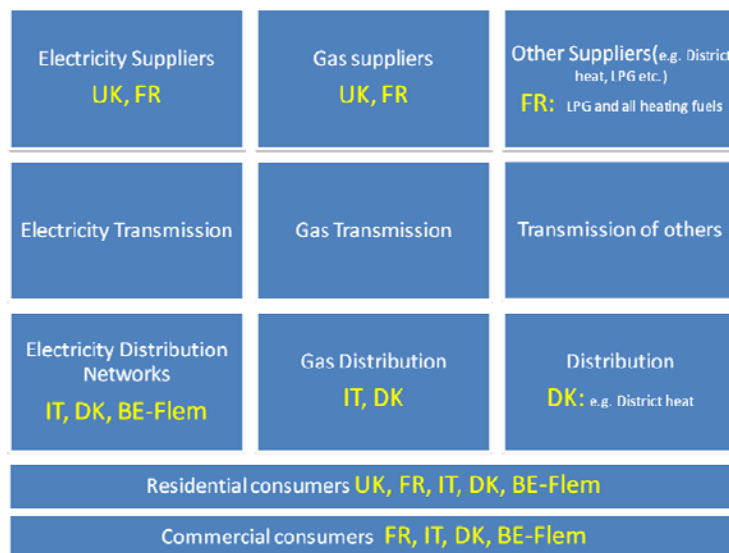 Electricity Suppliers
UK, FR
Gas suppliers
UK, FR
Other Suppliers(e.g. District
heat, LPG etc.)
FR: LPG and all heating fuels
Electricity Transmission
Gas Transmission
Transmission of others
Electricity Distribution
Networks
IT, DK, BE-Flem
Gas Distribution
IT, DK
Distribution
DK: e.g. District heat
Residential consumers UK, FR, IT, DK, BE-Flem
Commercial consumers FR, IT, DK, BE-Flem